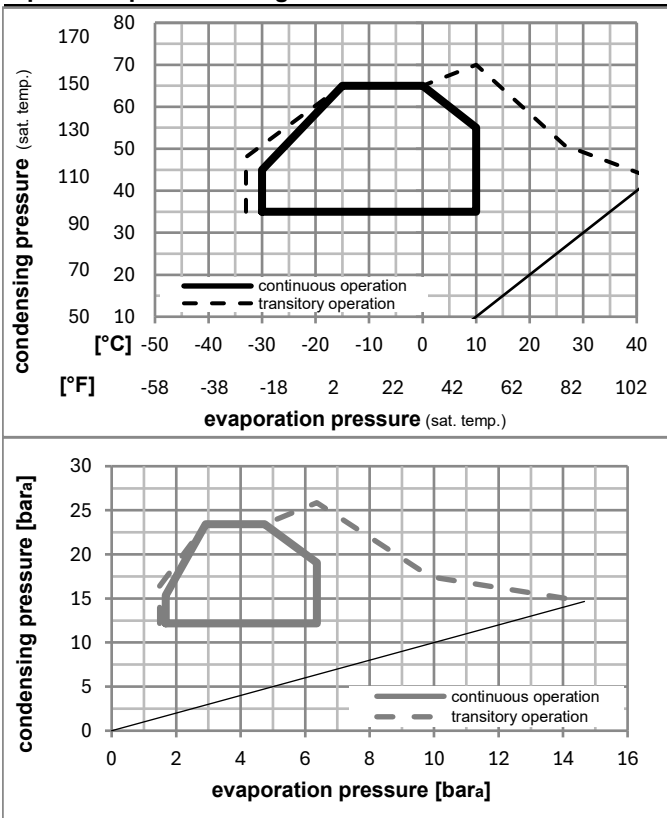 170 80
150 70
60
130
50
110
40
90
30
70
20
50 10
condensing pressure (sat. temp.)
continuous operation
transitory operation
[°C] -50 -40 -30 -20 -10 0 10 20 30 40
[°F] -58 -38 -18 2 22 42 62 82 102
evaporation pressure (sat. temp.)
30
25
20
15
10
5
0
condensing pressure [bara]
continuous operation
transitory operation
0 2 4 6 8 10 12 14 16
evaporation pressure [bara]